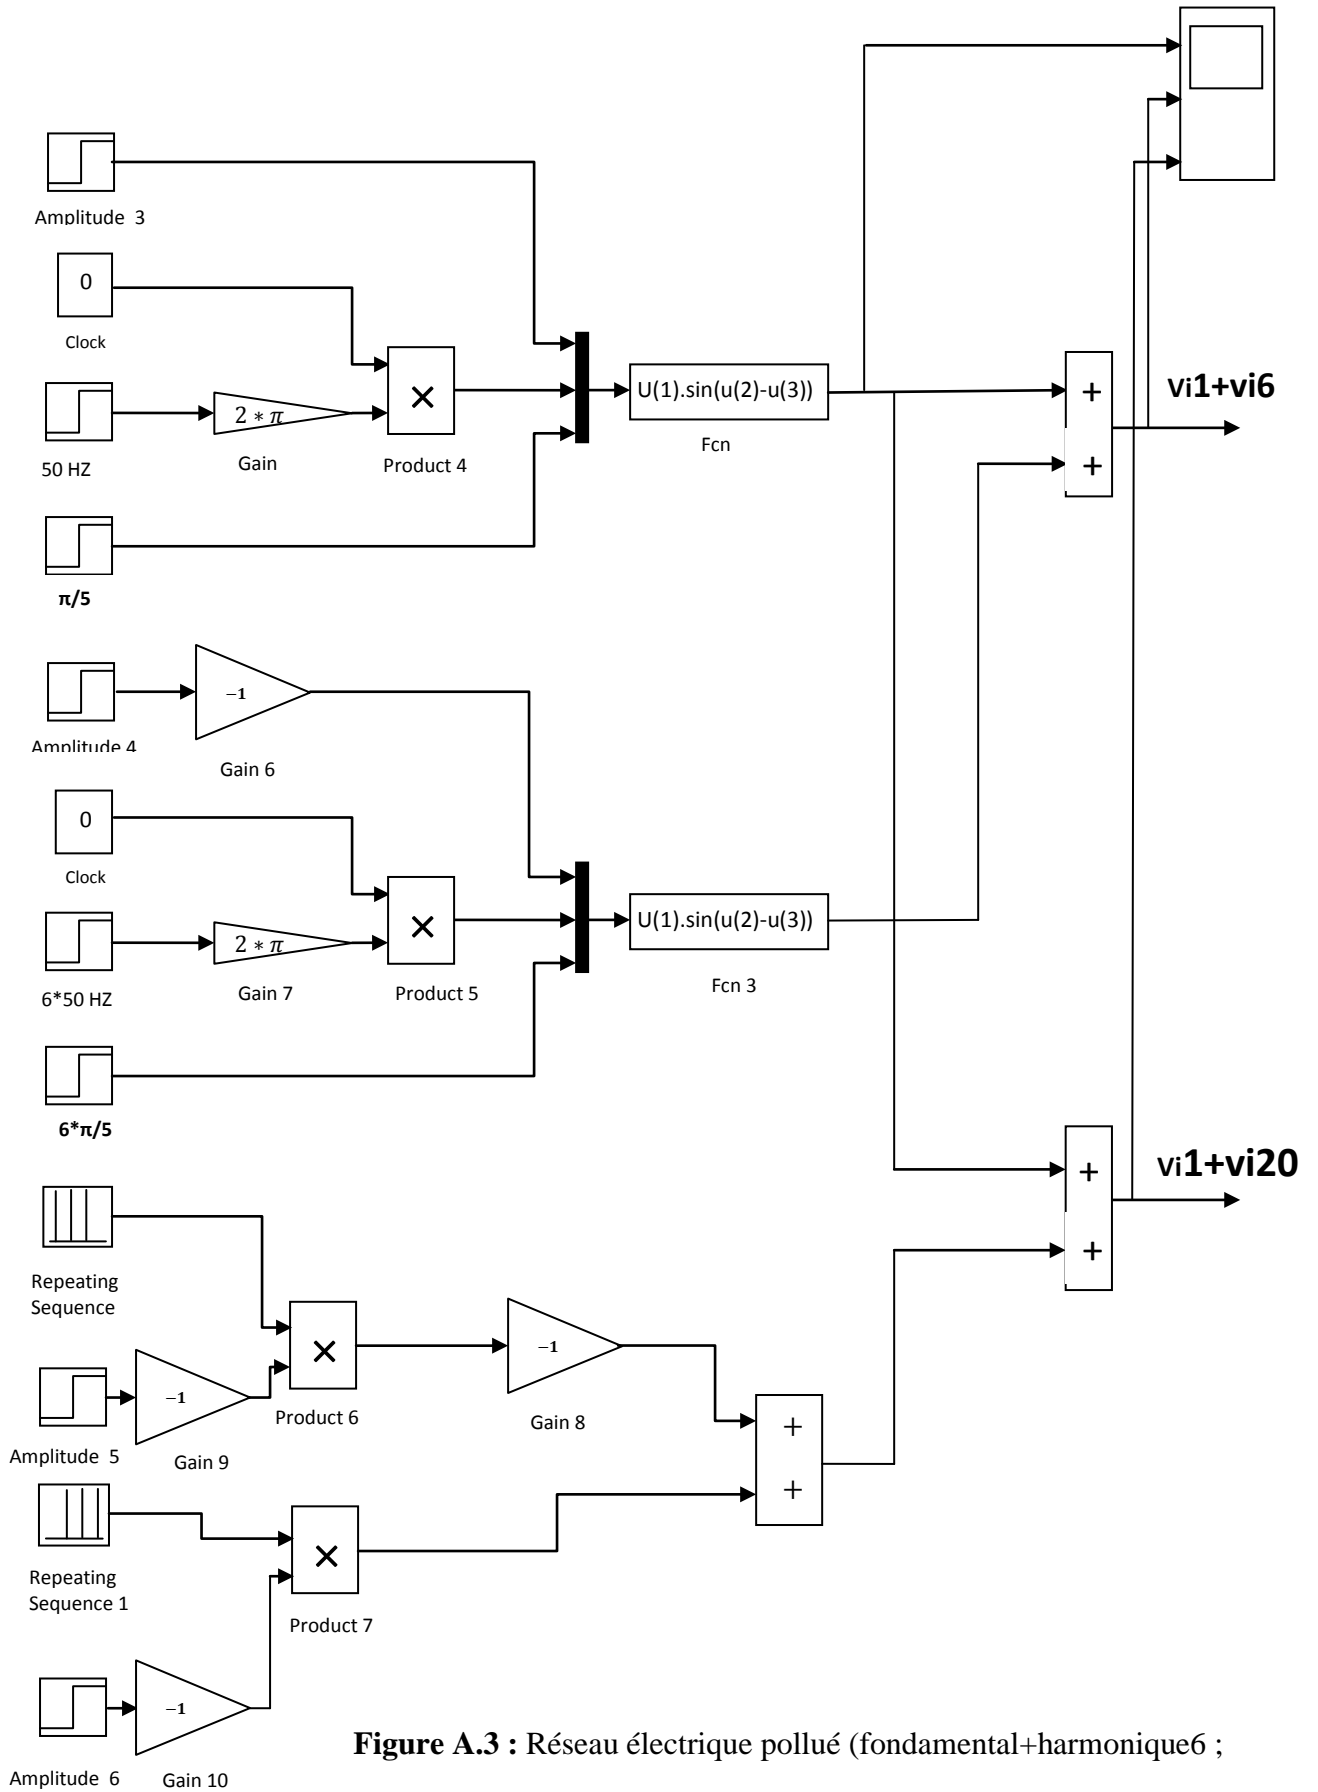 Amplitude 3
0
Clock
50 HZ
2 * π
Gain
×
Product 4
U(1).sin(u(2)-u(3))
Fcn
π/5
+
+
vi1+vi6
Amplitude 4
−1
Gain 6
0
Clock
6*50 HZ
2 * π
Gain 7
×
Product 5
U(1).sin(u(2)-u(3))
Fcn 3
6*π/5
+
+
vi1+vi20
Repeating
Sequence
×
Product 6
−1
Gain 8
Amplitude 5
−1
Gain 9
+
+
Repeating
Sequence 1
×
Product 7
Amplitude 6
−1
Gain 10
Figure A.3 : Réseau électrique pollué (fondamental+harmonique6 ;